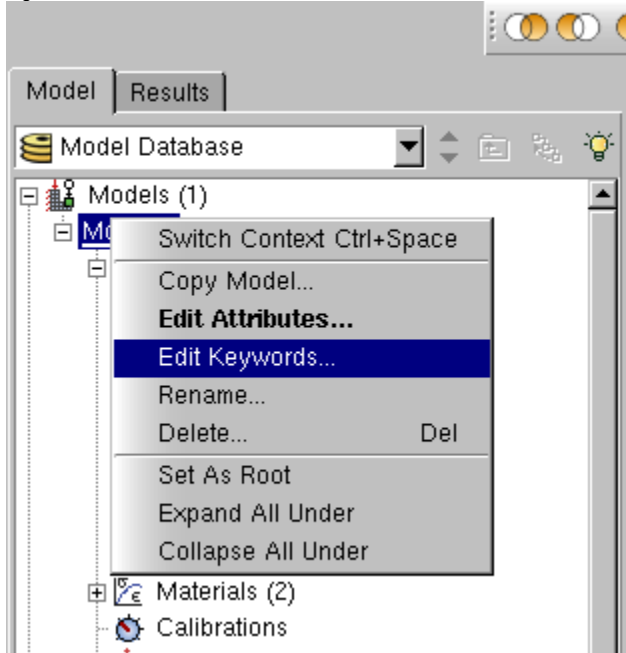 Model Results
Model Database
Models (1)
Switch Context Ctrl+Space
Copy Model...
Edit Attributes...
Edit Keywords...
Rename...
Delete... Del
Set As Root
Expand All Under
Collapse All Under
Materials (2)
Calibrations